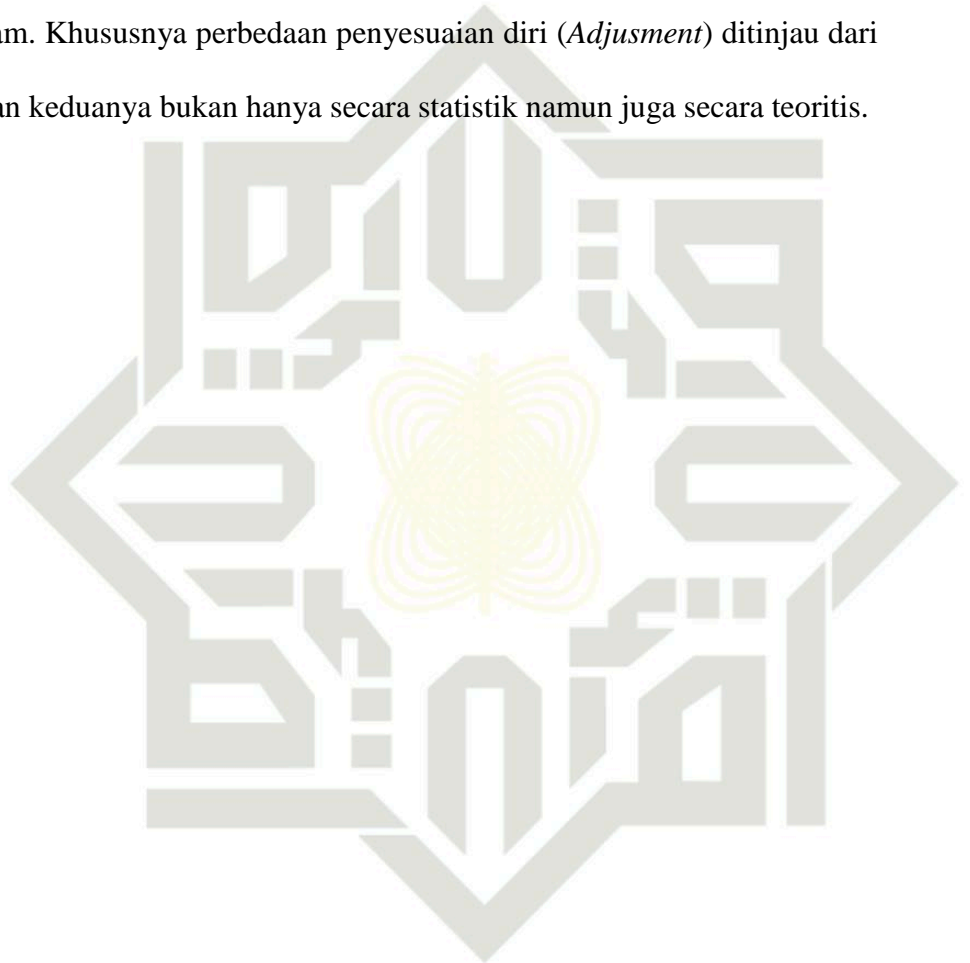 am. Khususnya perbedaan penyesuaian diri (Adjusment) ditinjau dari
an keduanya bukan hanya secara statistik namun juga secara teoritis.